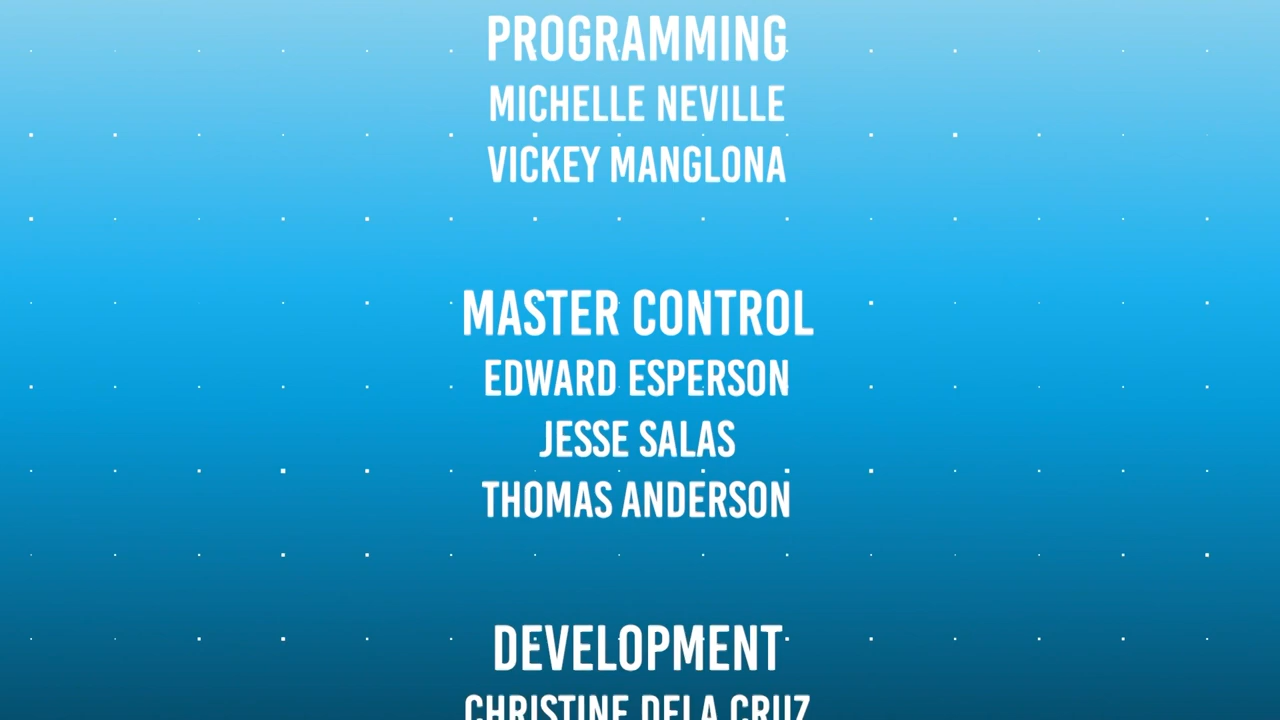 PROGRAMMING
MICHELLE NEVILLE
VICKEY MANGLONA
MASTER CONTROL
EDWARD ESPERSON
JESSE SALAS
THOMAS ANDERSON
DEVELOPMENT
CHRISTINE DELA CRUZ